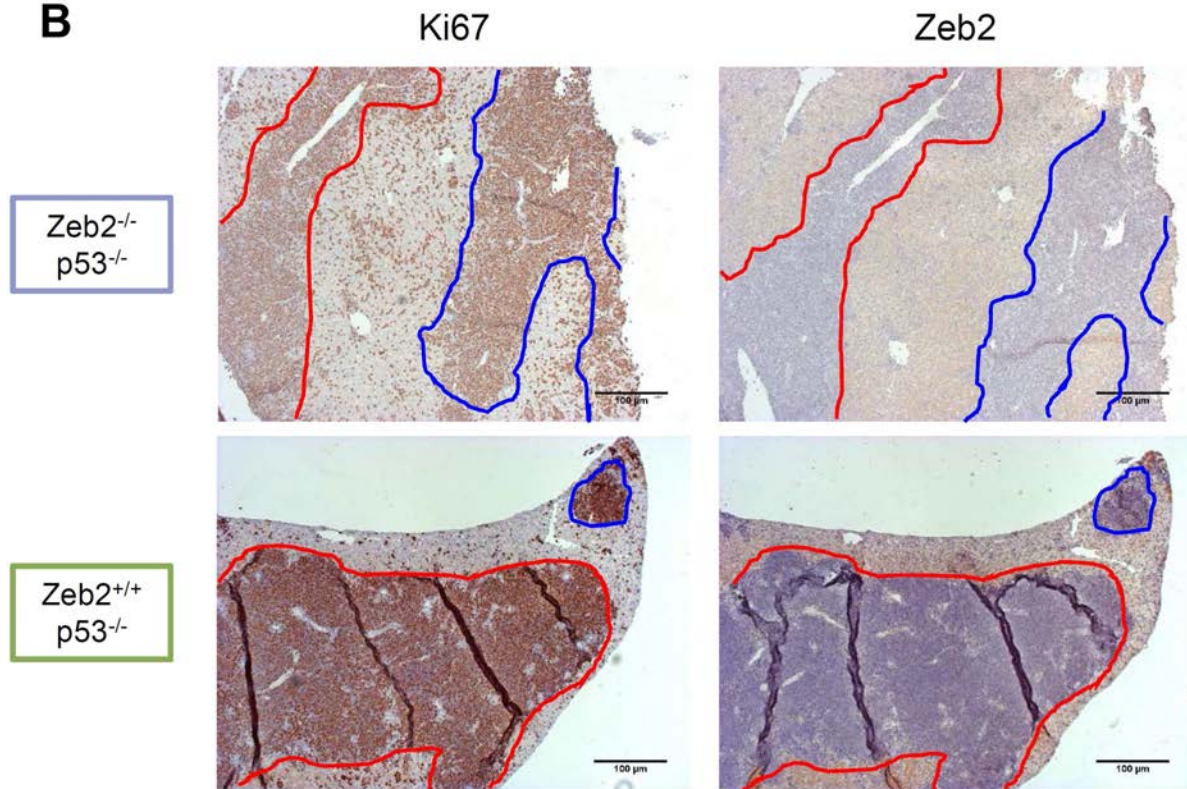 B
Ki67
Zeb2
Zeb2-/-
p53-/-
100 µm
100 µm
Zeb2+/+
p53-/-
100 µm
100 µm